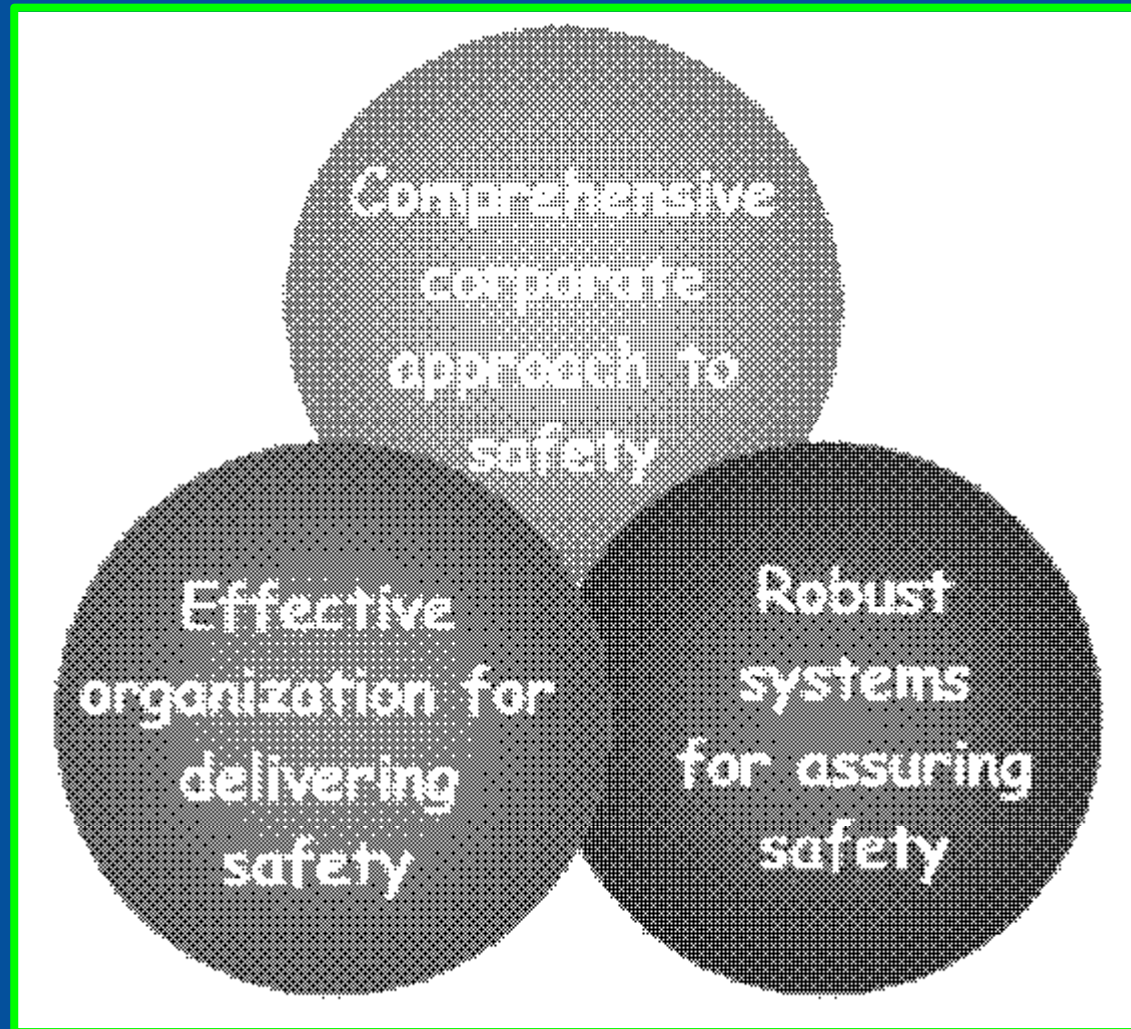 Comprehensive
corporate
approach to
safety
Effective
organization for
delivering
safety
Robust
systems
for assuring
safety